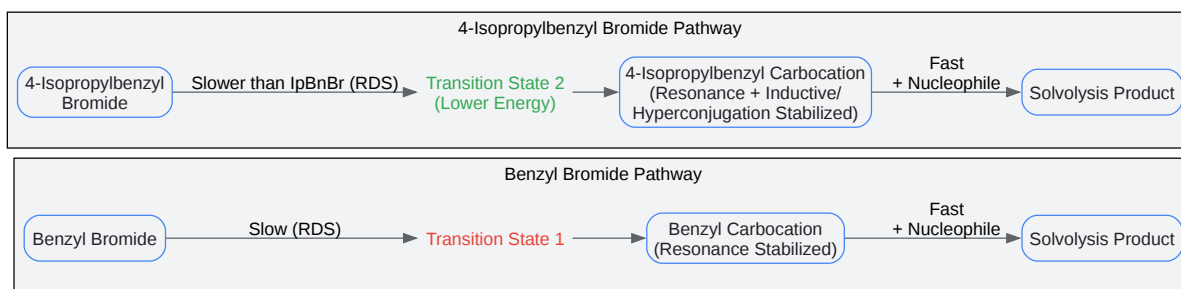 4-Isopropylbenzyl Bromide Pathway
4-Isopropylbenzyl
Bromide
Slower than IpBnBr (RDS)
Transition State 2
(Lower Energy)
4-Isopropylbenzyl Carbocation
(Resonance + Inductive/
Hyperconjugation Stabilized)
Fast
+ Nucleophile
Solvolysis Product
Benzyl Bromide Pathway
Benzyl Bromide
Slow (RDS)
Transition State 1
Benzyl Carbocation
(Resonance Stabilized)
Fast
+ Nucleophile
Solvolysis Product